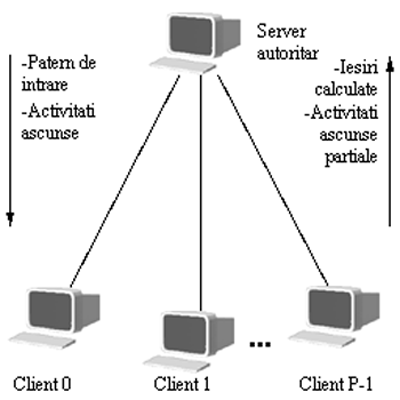 Server
autoritar
-Patern de
intrare
-Activitati
ascunse
-Iesiri
calculate
-Activitati
ascunse
partiale
...
Client 0
Client 1
Client P-1